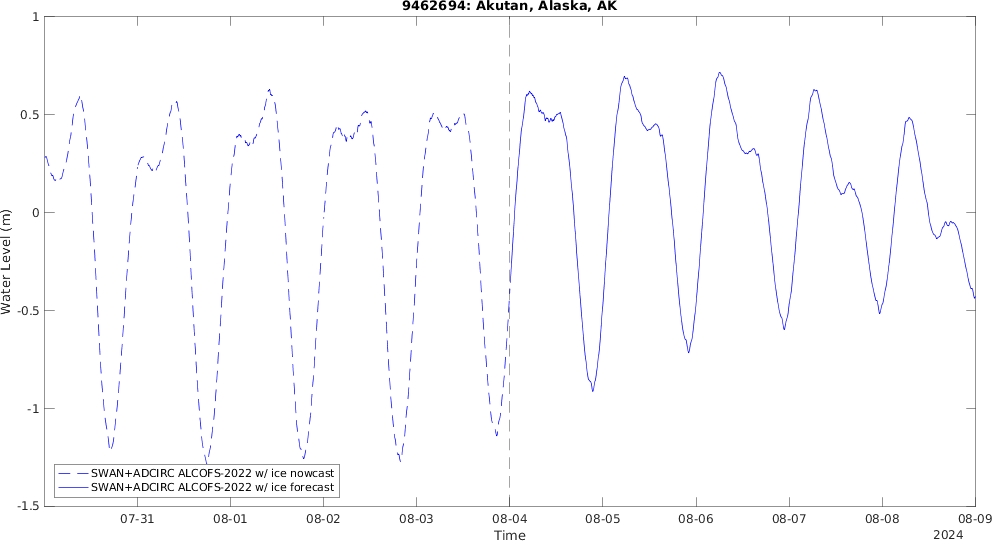 9462694: Akutan, Alaska, AK
Water Level (m)
1
0.5
0
-0.5
-1
-1.5
SWAN+ADCIRC ALCOFS-2022 w/ ice nowcast
SWAN+ADCIRC ALCOFS-2022 w/ ice forecast
07-31 08-01 08-02 08-03 08-04 08-05 08-06 08-07 08-08 08-09
Time
2024